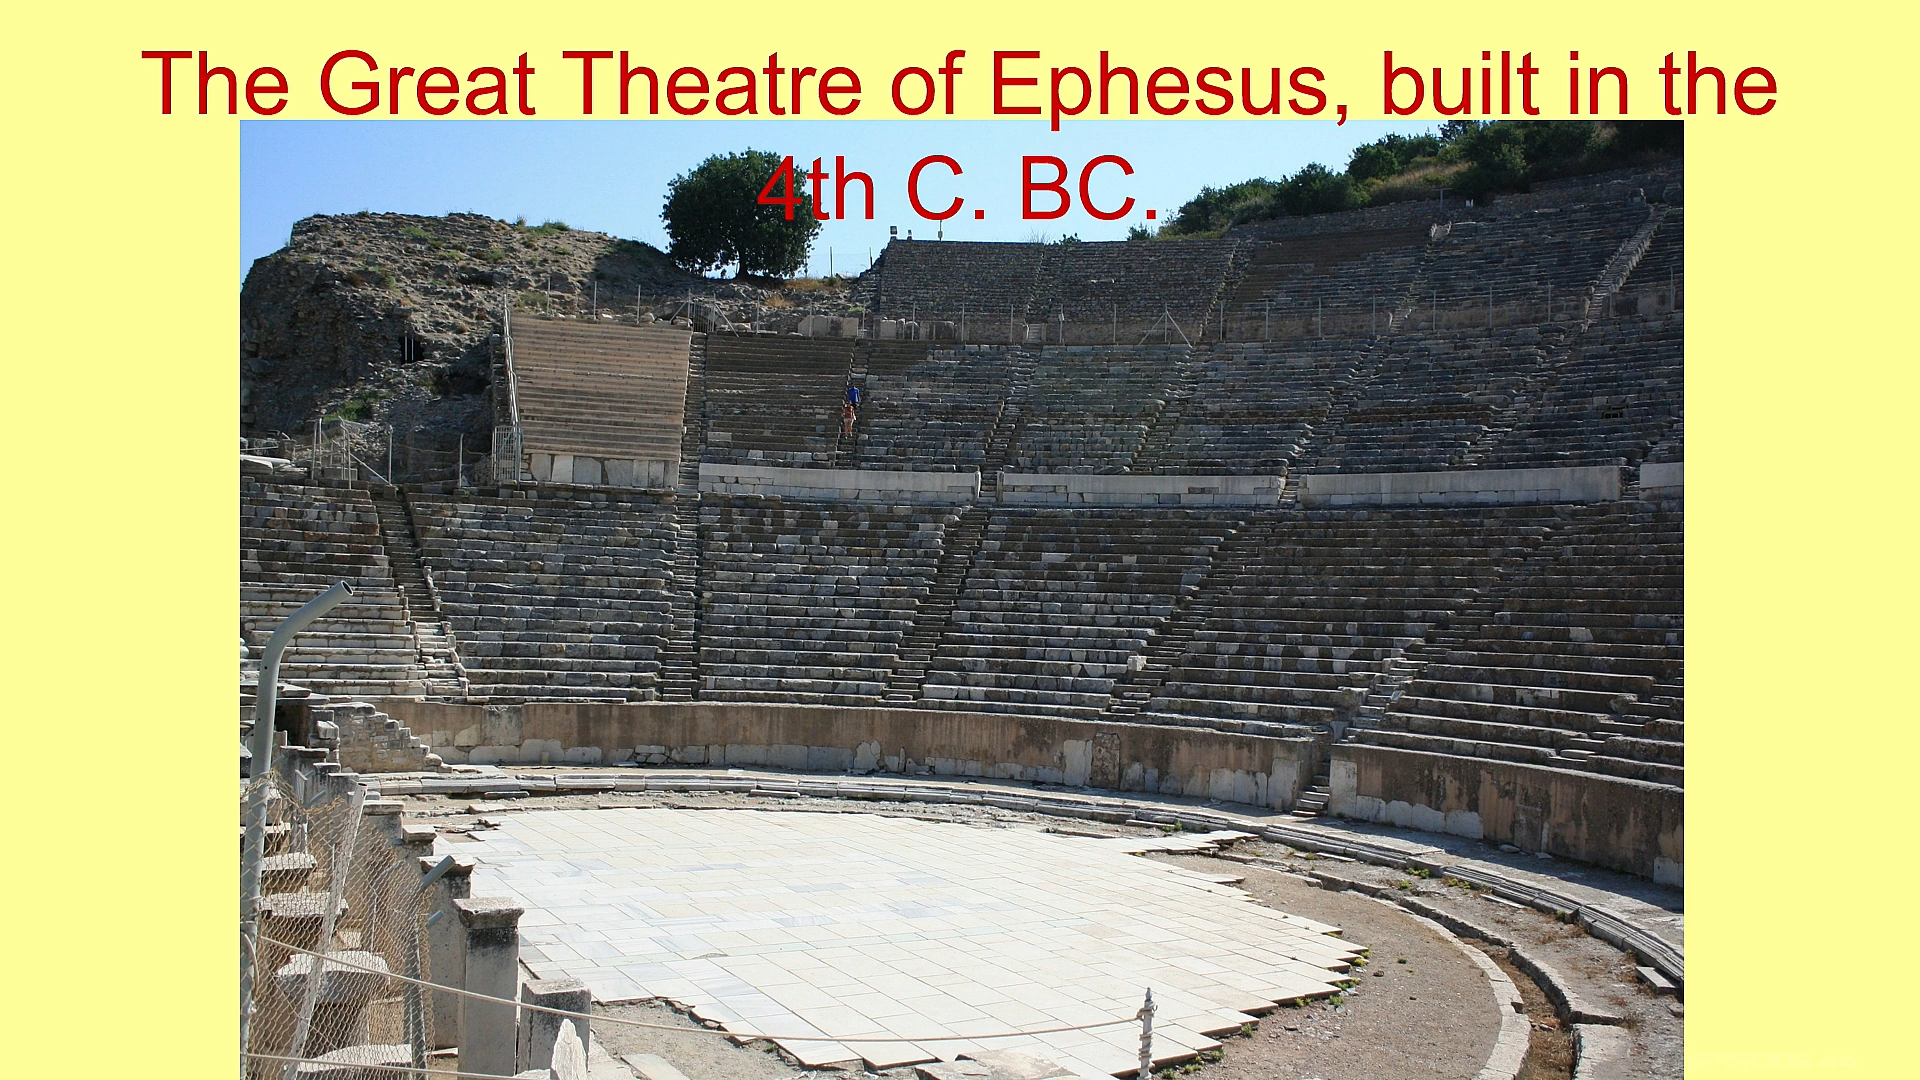 The Great Theatre of Ephesus, built in the
4th C. BC.